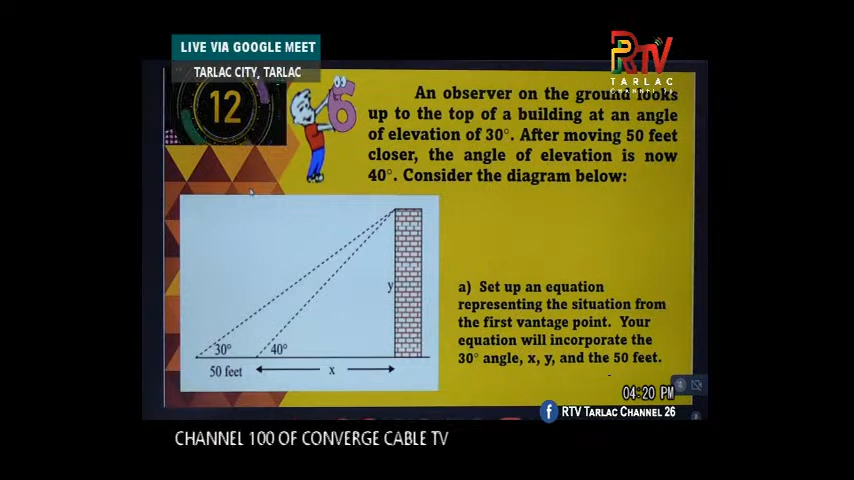 LIVE VIA GOOGLE MEET
TARLAC CITY, TARLAC
RTV
TARLAC
CHANNEL 26
12
6
An observer on the ground looks
up to the top of a building at an angle
of elevation of 30°. After moving 50 feet
closer, the angle of elevation is now
40°. Consider the diagram below:
y
30°
40°
50 feet
x
a) Set up an equation
representing the situation from
the first vantage point. Your
equation will incorporate the
30° angle, x, y, and the 50 feet.
04:20 PM
f RTV TARLAC CHANNEL 26
CHANNEL 100 OF CONVERGE CABLE TV